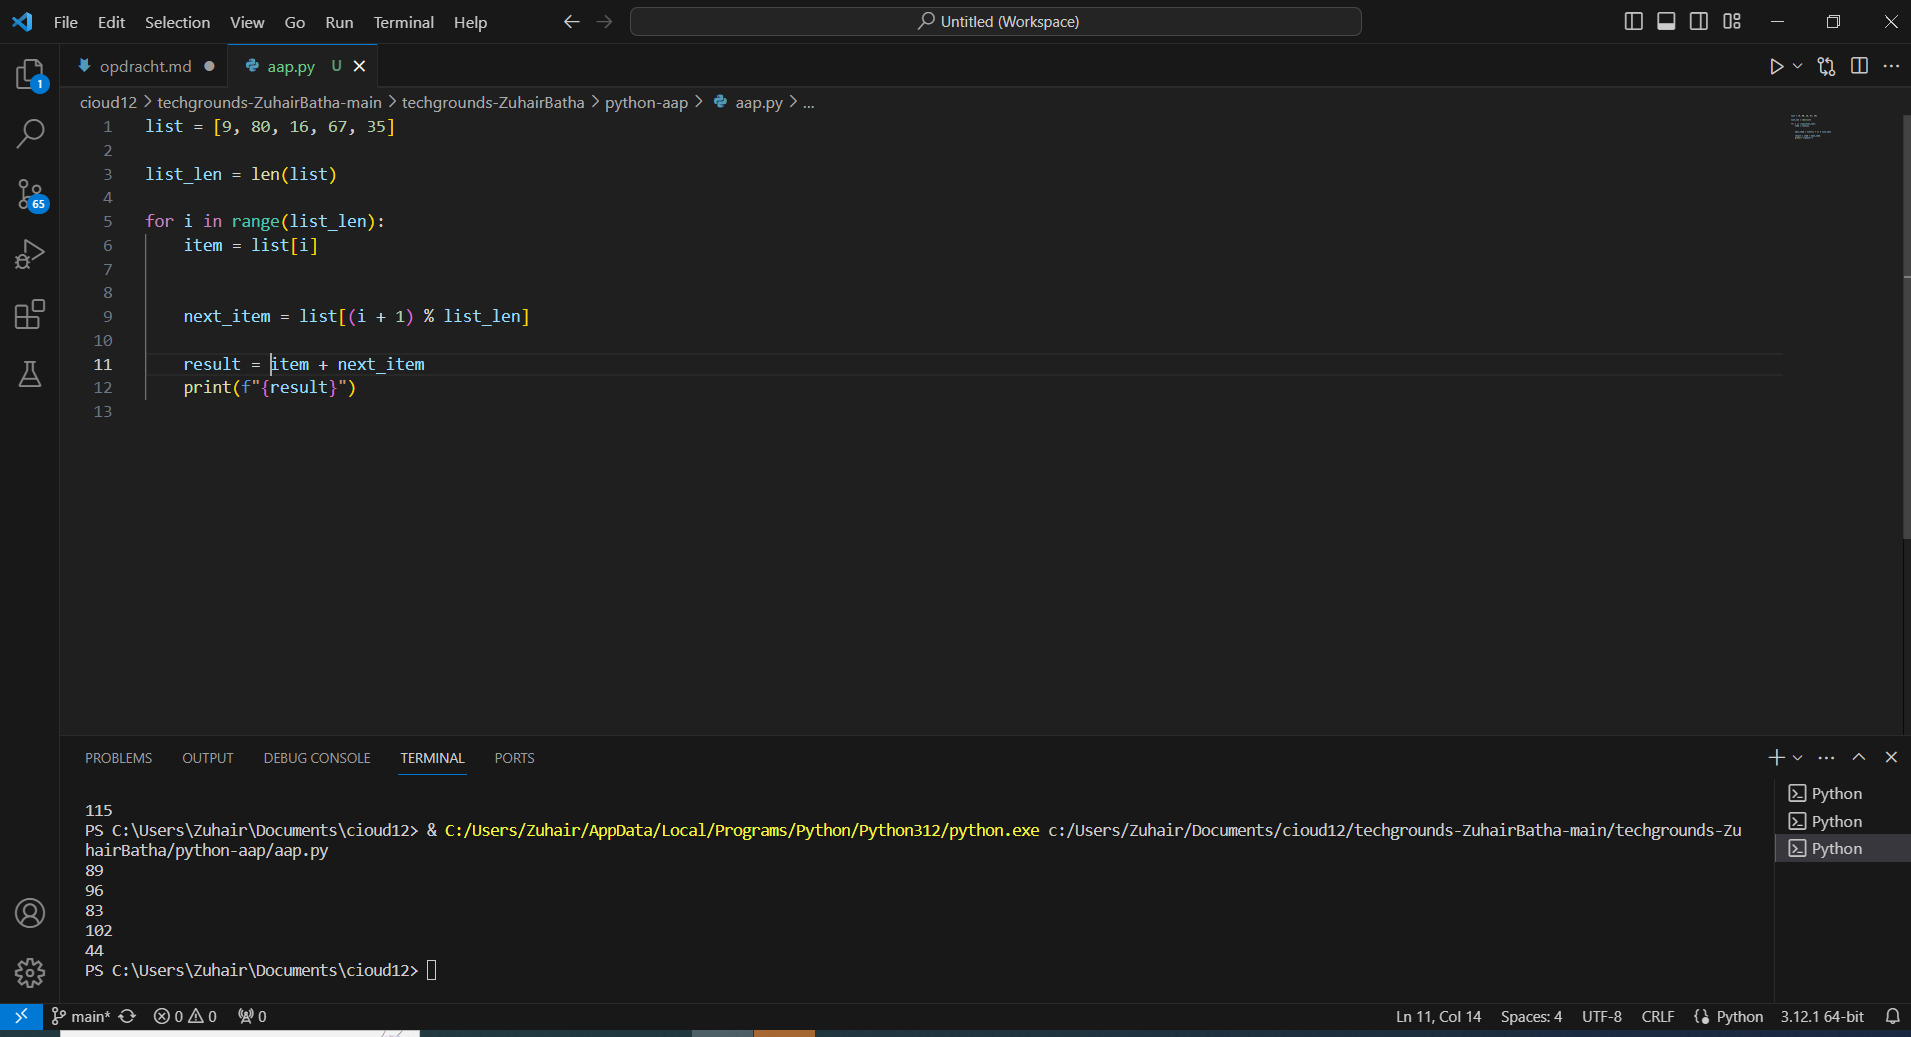 File Edit Selection View Go Run Terminal Help Untitled (Workspace)
opdracht.md aap.py U
cioud12 > techgrounds-ZuhairBatha-main > techgrounds-ZuhairBatha > python-aap > aap.py > ...
1 list = [9, 80, 16, 67, 35]
2
3 list_len = len(list)
4
5 for i in range(list_len):
6     item = list[i]
7
8
9     next_item = list[(i + 1) % list_len]
10
11     result = item + next_item
12     print(f"{result}")
13
1
65
PROBLEMS OUTPUT DEBUG CONSOLE TERMINAL PORTS
115
PS C:\Users\Zuhair\Documents\cioud12> & C:/Users/Zuhair/AppData/Local/Programs/Python/Python312/python.exe c:/Users/Zuhair/Documents/cioud12/techgrounds-ZuhairBatha-main/techgrounds-Zu
hairBatha/python-aap/aap.py
89
96
83
102
44
PS C:\Users\Zuhair\Documents\cioud12>
Python
Python
Python
main* 0 0 0 Ln 11, Col 14 Spaces: 4 UTF-8 CRLF Python 3.12.1 64-bit